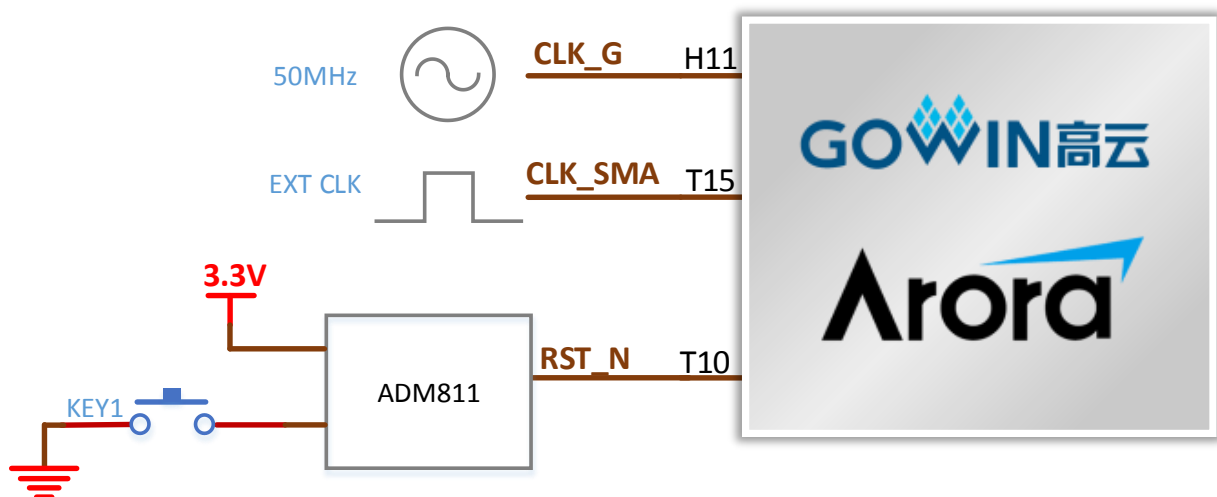 50MHz
CLK_G
H11
EXT CLK
CLK_SMA
T15
GOWIN高云
Arora
3.3V
ADM811
RST_N
T10
KEY1